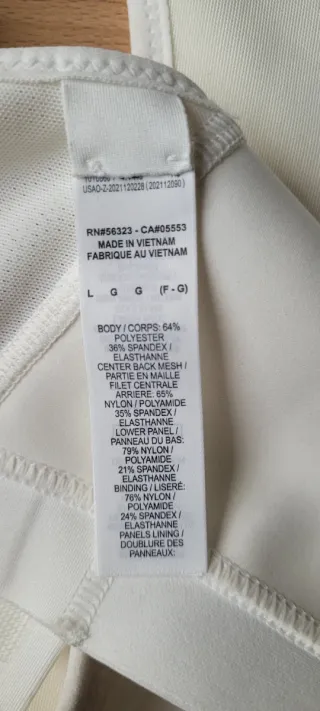 USAO-Z-2021120228 (202112090)
RN#56323 - CA#05553
MADE IN VIETNAM
FABRIQUE AU VIETNAM
L G G (F - G)
BODY / CORPS: 64%
POLYESTER
36% SPANDEX /
ELASTHANNE
CENTER BACK MESH /
PARTIE EN MAILLE
FILET CENTRALE
ARRIERE: 65%
NYLON / POLYAMIDE
35% SPANDEX /
ELASTHANNE
LOWER PANEL /
PANNEAU DU BAS:
79% NYLON /
POLYAMIDE
21% SPANDEX /
ELASTHANNE
BINDING / LISERÉ:
76% NYLON /
POLYAMIDE
24% SPANDEX /
ELASTHANNE
PANELS LINING /
DOUBLURE DES
PANNEAUX: